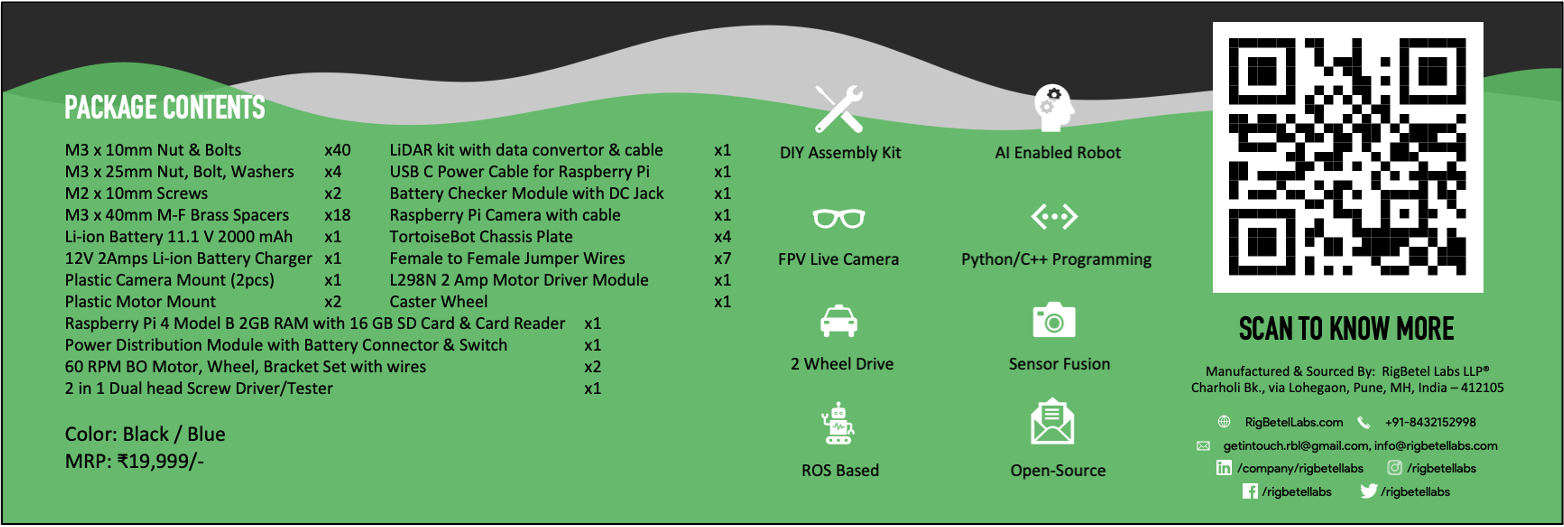 PACKAGE CONTENTS
M3 x 10mm Nut & Bolts x40
M3 x 25mm Nut, Bolt, Washers x4
M2 x 10mm Screws x2
M3 x 40mm M-F Brass Spacers x18
Li-ion Battery 11.1 V 2000 mAh x1
12V 2Amps Li-ion Battery Charger x1
Plastic Camera Mount (2pcs) x1
Plastic Motor Mount x2
LiDAR kit with data convertor & cable x1
USB C Power Cable for Raspberry Pi x1
Battery Checker Module with DC Jack x1
Raspberry Pi Camera with cable x1
TortoiseBot Chassis Plate x4
Female to Female Jumper Wires x7
L298N 2 Amp Motor Driver Module x1
Caster Wheel x1
Raspberry Pi 4 Model B 2GB RAM with 16 GB SD Card & Card Reader x1
Power Distribution Module with Battery Connector & Switch x1
60 RPM BO Motor, Wheel, Bracket Set with wires x2
2 in 1 Dual head Screw Driver/Tester x1
Color: Black / Blue
MRP: ₹19,999/-
DIY Assembly Kit
AI Enabled Robot
FPV Live Camera
Python/C++ Programming
2 Wheel Drive
Sensor Fusion
ROS Based
Open-Source
SCAN TO KNOW MORE
Manufactured & Sourced By: RigBetel Labs LLP®
Charholi Bk., via Lohegaon, Pune, MH, India – 412105
RigBetelLabs.com +91-8432152998
getintouch.rbl@gmail.com, info@rigbetellabs.com
in /company/rigbetellabs /rigbetellabs
f /rigbetellabs /rigbetellabs